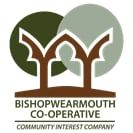 BISHOPWEARMOUTH
CO-OPERATIVE
COMMUNITY INTEREST COMPANY